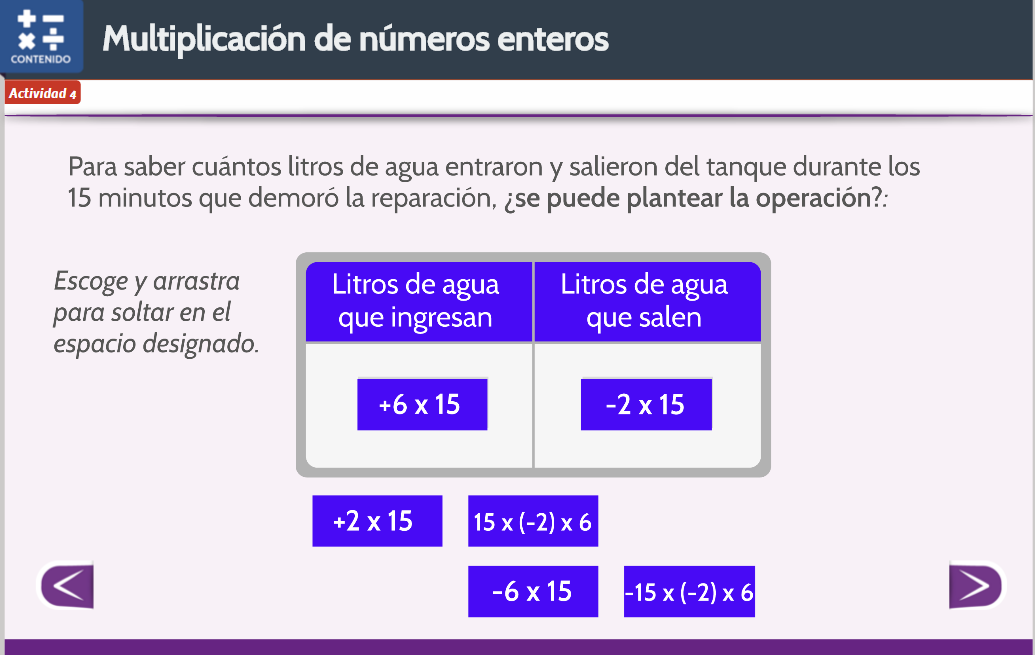 CONTENIDO
Multiplicación de números enteros
Actividad 4
Para saber cuántos litros de agua entraron y salieron del tanque durante los
15 minutos que demoró la reparación, ¿se puede plantear la operación?:
Escoge y arrastra
para soltar en el
espacio designado.
Litros de agua
que ingresan
Litros de agua
que salen
+6 x 15
-2 x 15
+2 x 15
15 x (-2) x 6
-6 x 15
-15 x (-2) x 6